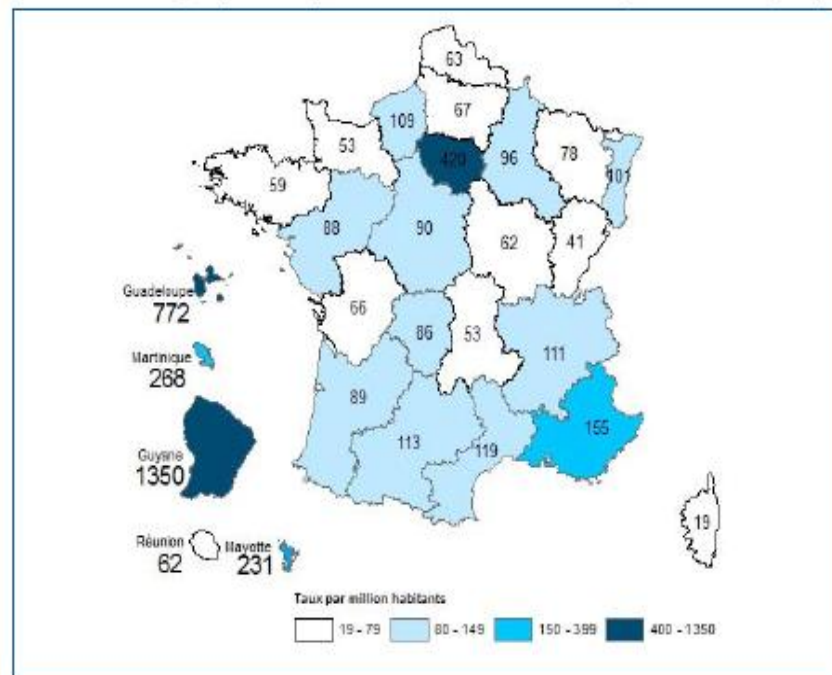 63
67
109
53
420
96
78
101
59
88
90
62
41
Guadeloupe
772
66
86
53
111
Martinique
268
89
113
119
155
Guyane
1350
19
Réunion
62
Mayotte
231
Taux par million habitants
19 - 79
80 - 149
150 - 399
400 - 1350